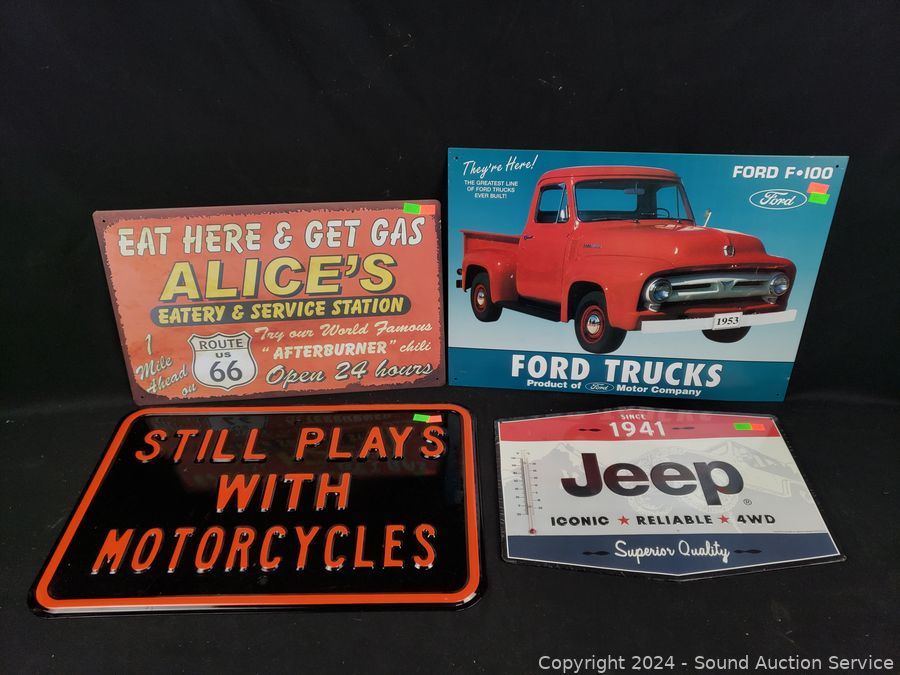 EAT HERE & GET GAS
ALICE'S
EATERY & SERVICE STATION
1
Mile
Ahead
on
ROUTE
US
66
Try our World Famous
"AFTERBURNER" chili
Open 24 hours
They're Here!
THE GREATEST LINE
OF FORD TRUCKS
EVER BUILT!
FORD F•100
Ford
1953
FORD TRUCKS
Product of Ford Motor Company
STILL PLAYS
WITH
MOTORCYCLES
SINCE
1941
Jeep®
ICONIC ★ RELIABLE ★ 4WD
Superior Quality
Copyright 2024 - Sound Auction Service